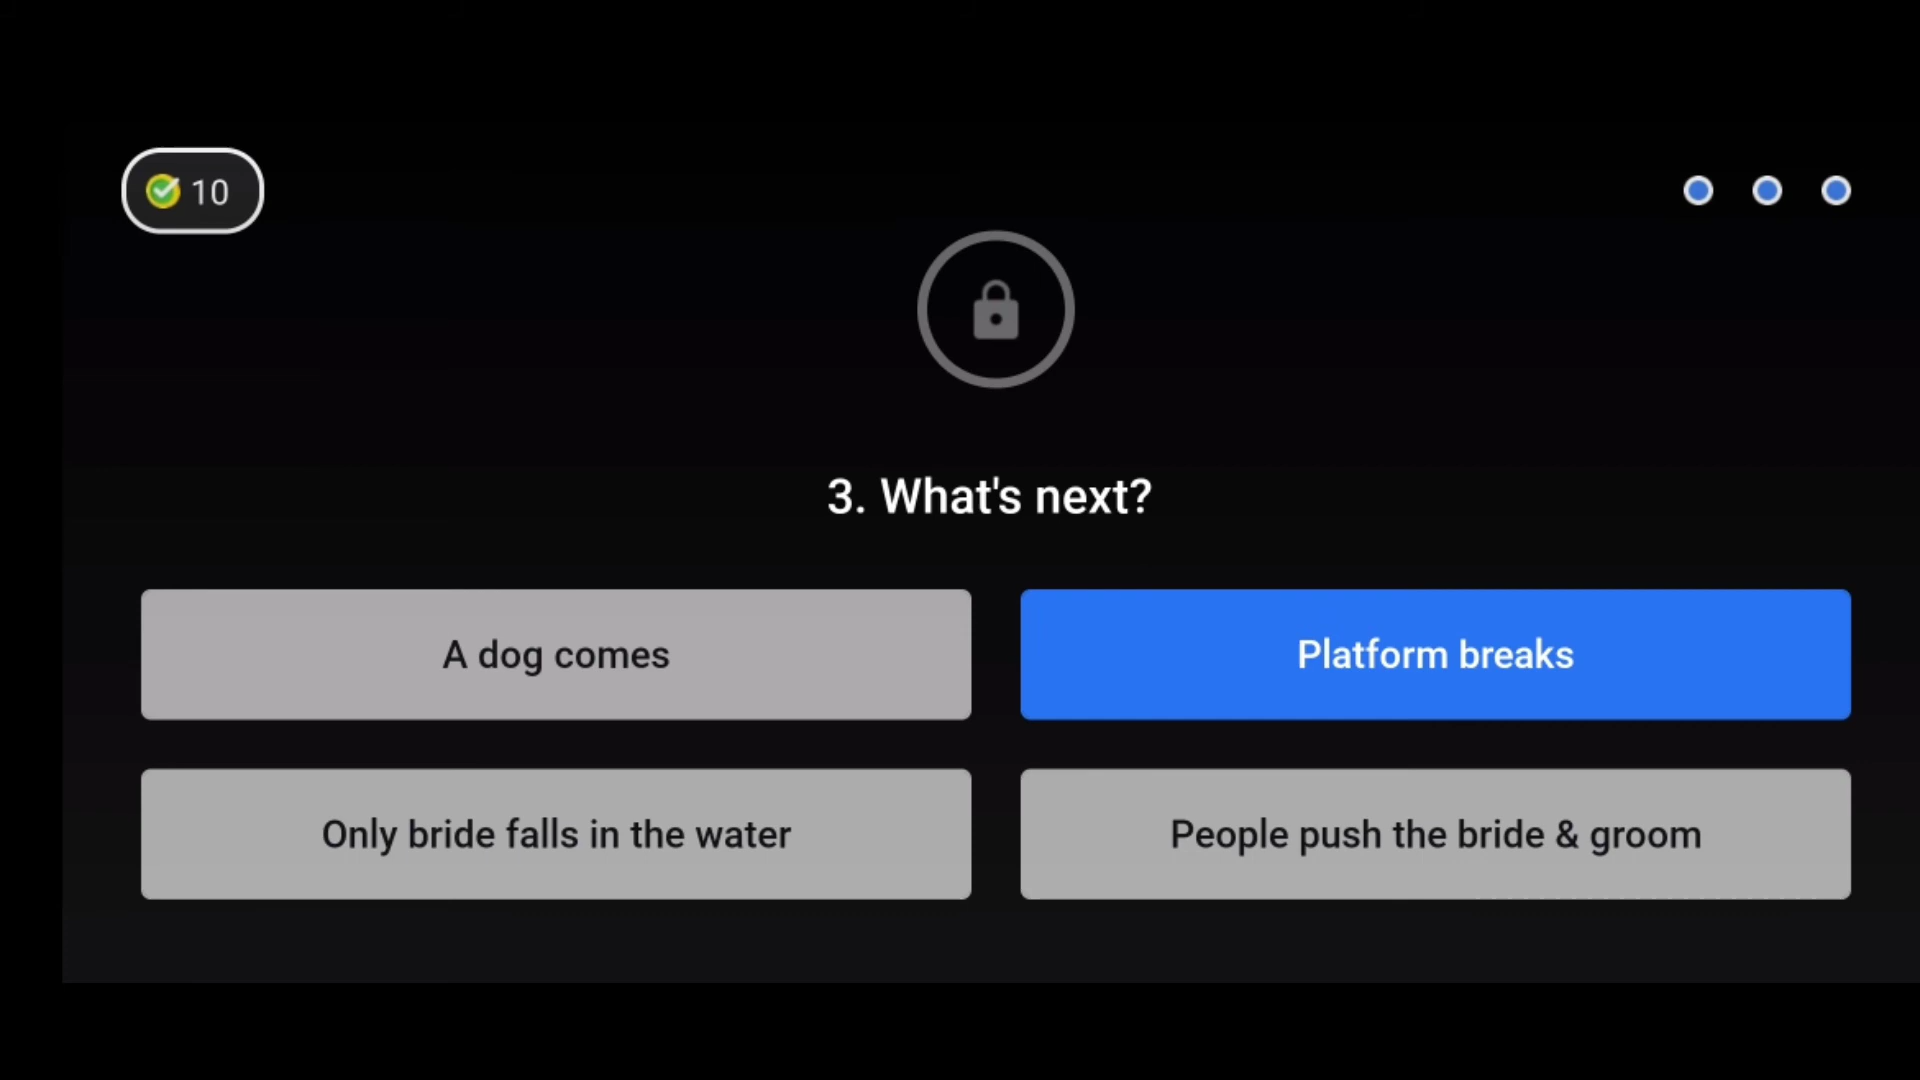 10
3. What's next?
A dog comes
Platform breaks
Only bride falls in the water
People push the bride & groom